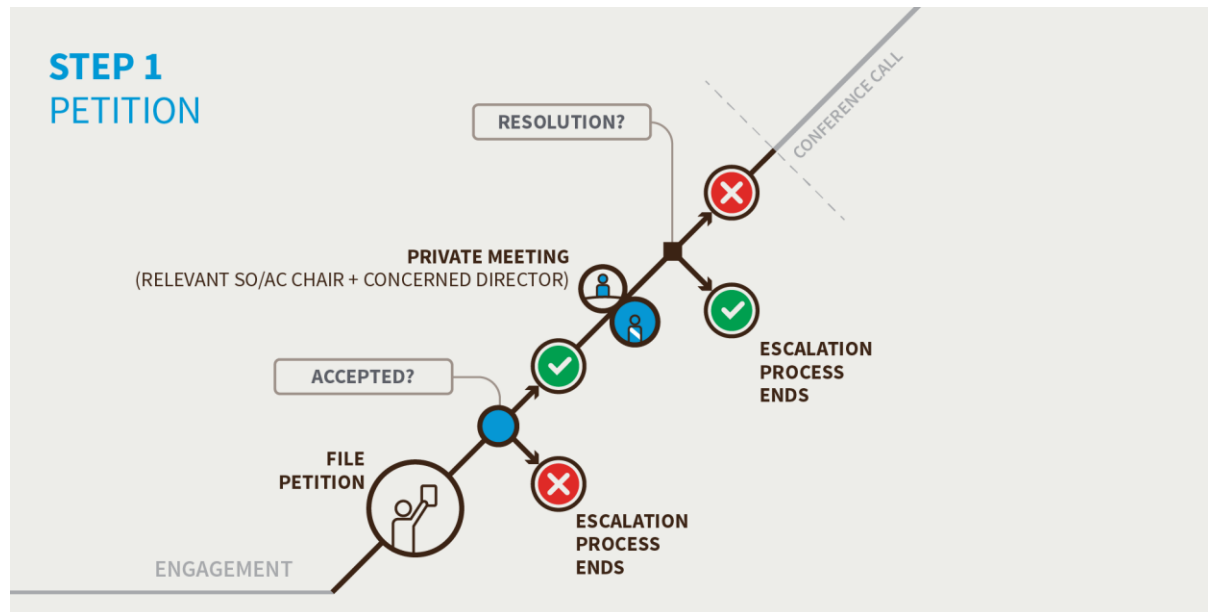 STEP 1
PETITION
CONFERENCE CALL
RESOLUTION?
PRIVATE MEETING
(RELEVANT SO/AC CHAIR + CONCERNED DIRECTOR)
ESCALATION
PROCESS
ENDS
ACCEPTED?
FILE
PETITION
ESCALATION
PROCESS
ENDS
ENGAGEMENT